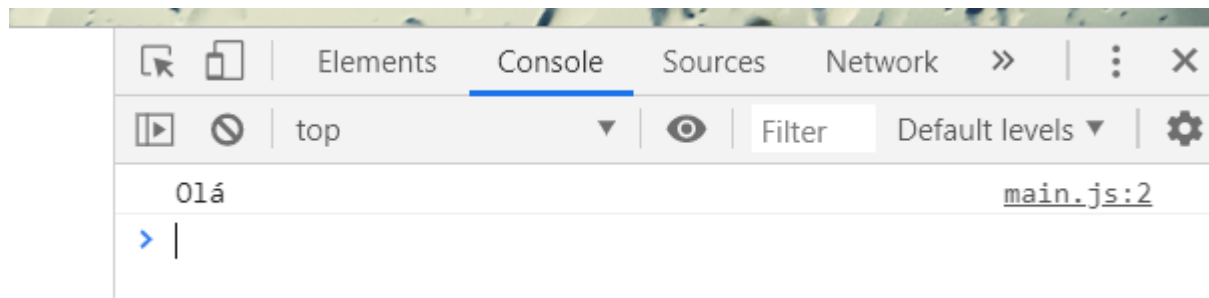 Elements Console Sources Network
top Filter Default levels
Olá main.js:2